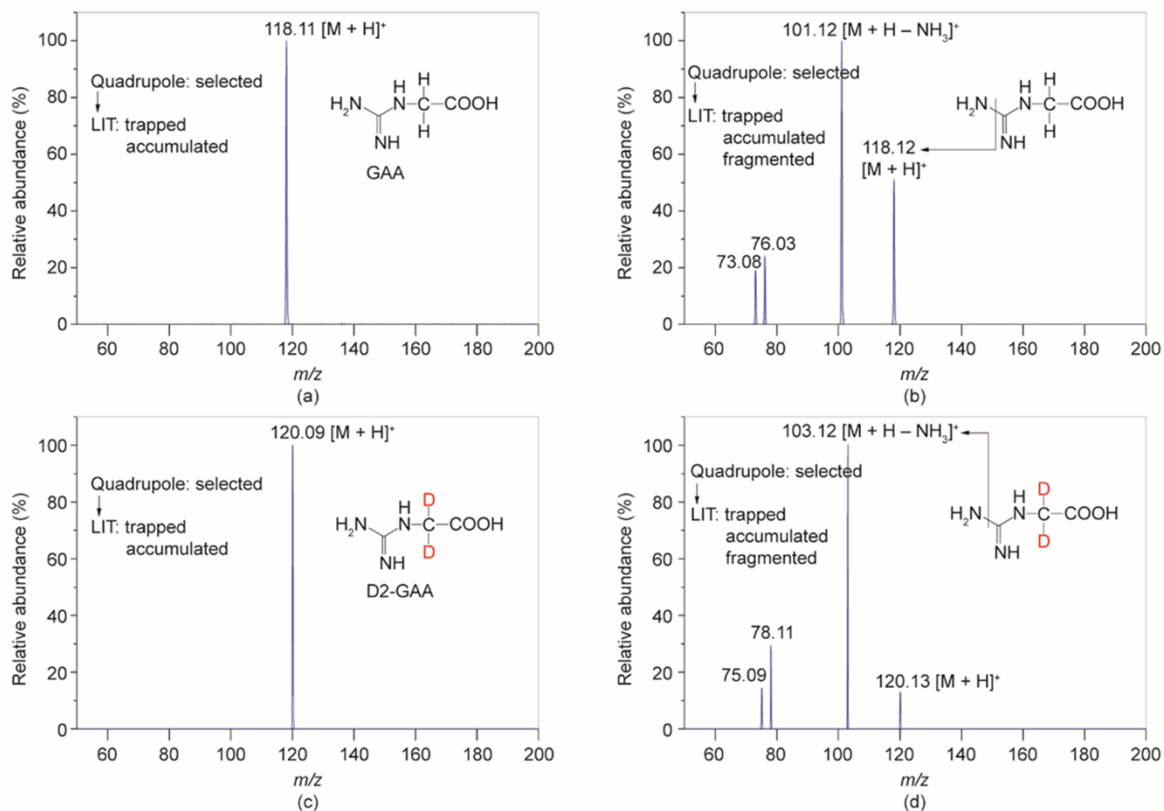 118.11 [M + H]⁺
100
80
60
40
20
0
Relative abundance (%)
Quadrupole: selected
LIT: trapped
accumulated
H₂N
NH
H
N
H
C
H
COOH
GAA
60 80 100 120 140 160 180 200
m/z
(a)
101.12 [M + H – NH₃]⁺
100
80
60
40
20
0
Relative abundance (%)
Quadrupole: selected
LIT: trapped
accumulated
fragmented
118.12
[M + H]⁺
76.03
73.08
H₂N
NH
H
N
H
C
H
COOH
60 80 100 120 140 160 180 200
m/z
(b)
120.09 [M + H]⁺
100
80
60
40
20
0
Relative abundance (%)
Quadrupole: selected
LIT: trapped
accumulated
H₂N
NH
H
N
D
C
D
COOH
D2-GAA
60 80 100 120 140 160 180 200
m/z
(c)
103.12 [M + H – NH₃]⁺
100
80
60
40
20
0
Relative abundance (%)
Quadrupole: selected
LIT: trapped
accumulated
fragmented
H₂N
NH
H
N
D
C
D
COOH
78.11
75.09
120.13 [M + H]⁺
60 80 100 120 140 160 180 200
m/z
(d)